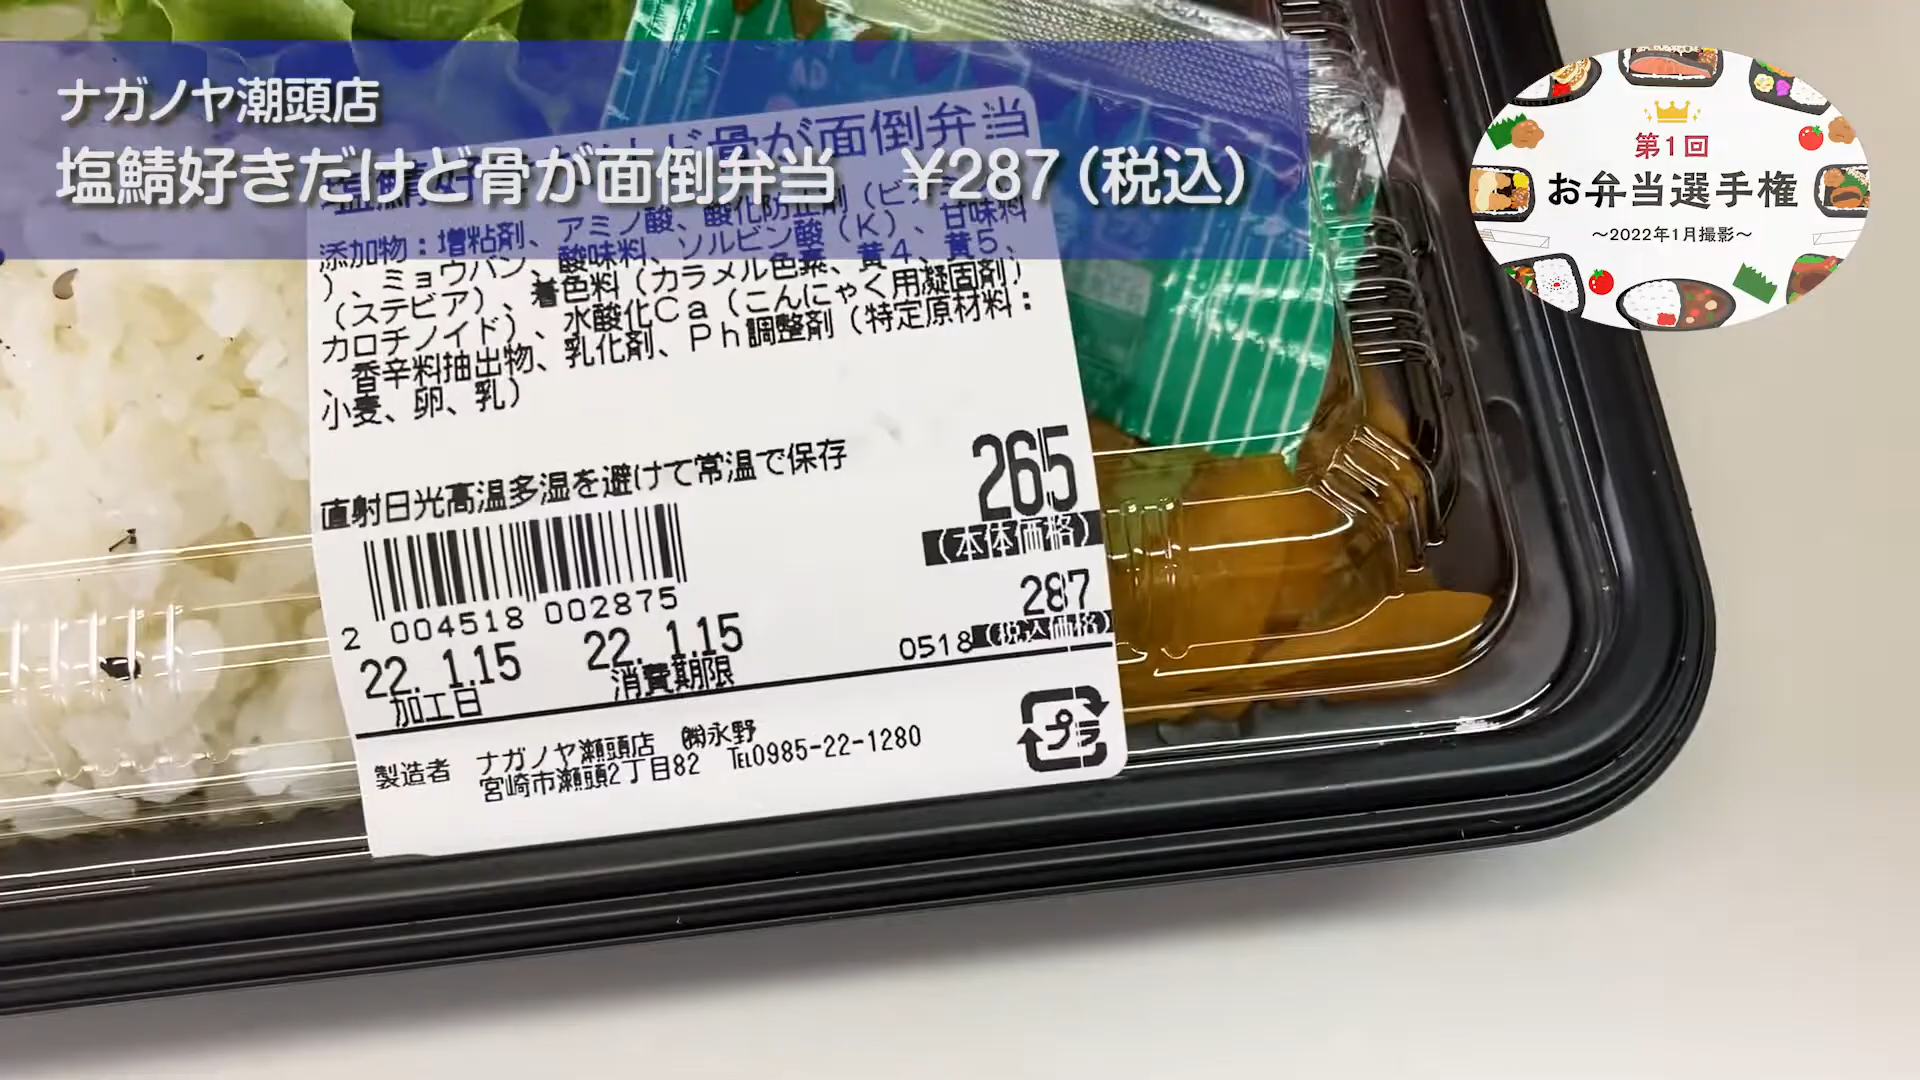 ナガノヤ潮頭店
塩鯖好きだけど骨が面倒弁当 ¥287(税込)
第1回
お弁当選手権
～2022年1月撮影～
骨が面倒弁当
添加物：増粘剤、アミノ酸、酸化防止剤（ビ
）、ミョウバン、酸味料、ソルビン酸（K）、甘味料
（ステビア）、着色料（カラメル色素、黄4、黄5、
カロチノイド）、水酸化Ca（こんにゃく用凝固剤）
、香辛料抽出物、乳化剤、Ph調整剤（特定原材料：
小麦、卵、乳）
直射日光高温多湿を避けて常温で保存
265
（本体価格）
2 004518 002875
287
0518（税込価格）
22. 1.15 22. 1.15
加工日 消費期限
製造者 ナガノヤ瀬頭店 ㈱永野
宮崎市瀬頭2丁目82 ℡0985-22-1280
プラ